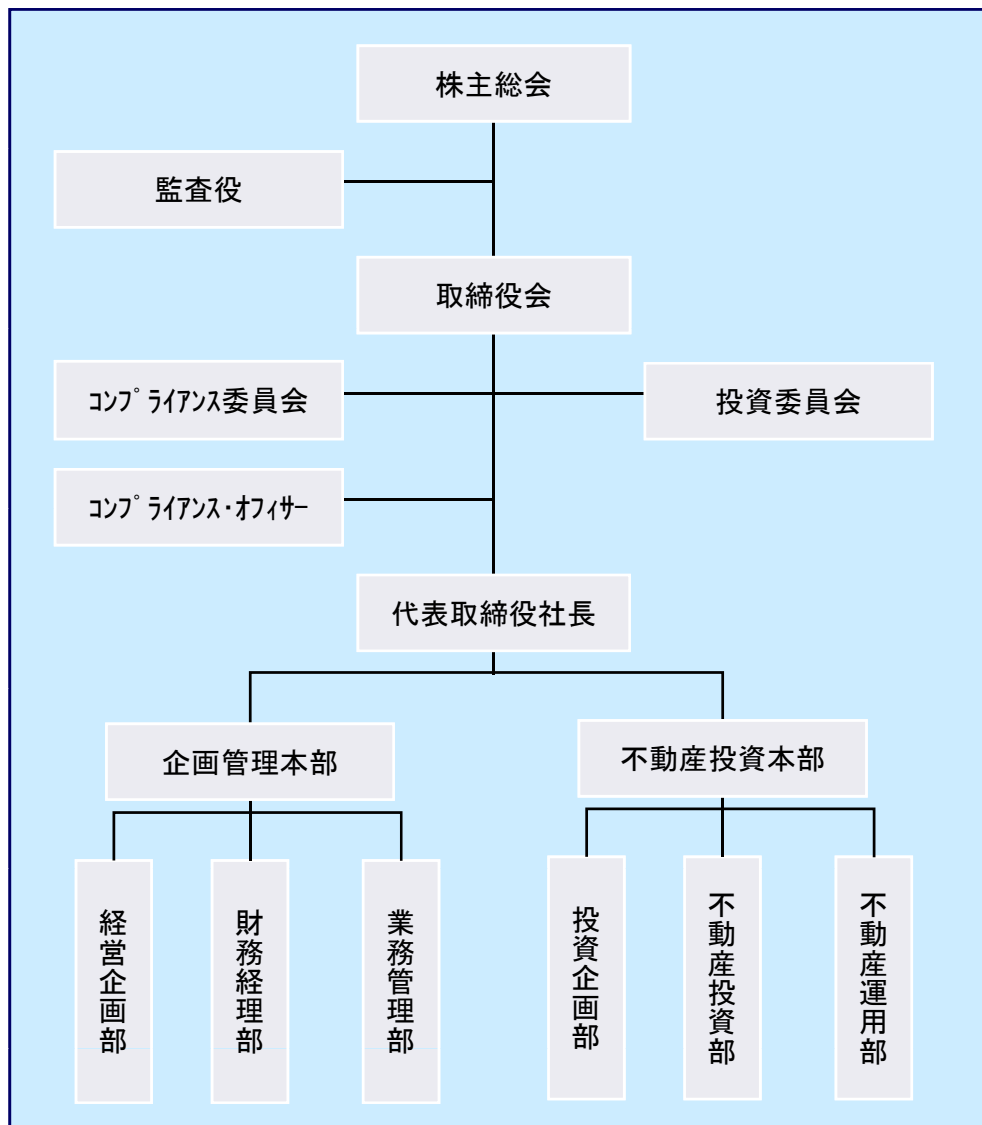 株主総会
監査役
取締役会
ｺﾝﾌﾟﾗｲｱﾝｽ委員会
投資委員会
ｺﾝﾌﾟﾗｲｱﾝｽ･ｵﾌｨｻｰ
代表取締役社長
企画管理本部
不動産投資本部
経営企画部
財務経理部
業務管理部
投資企画部
不動産投資部
不動産運用部